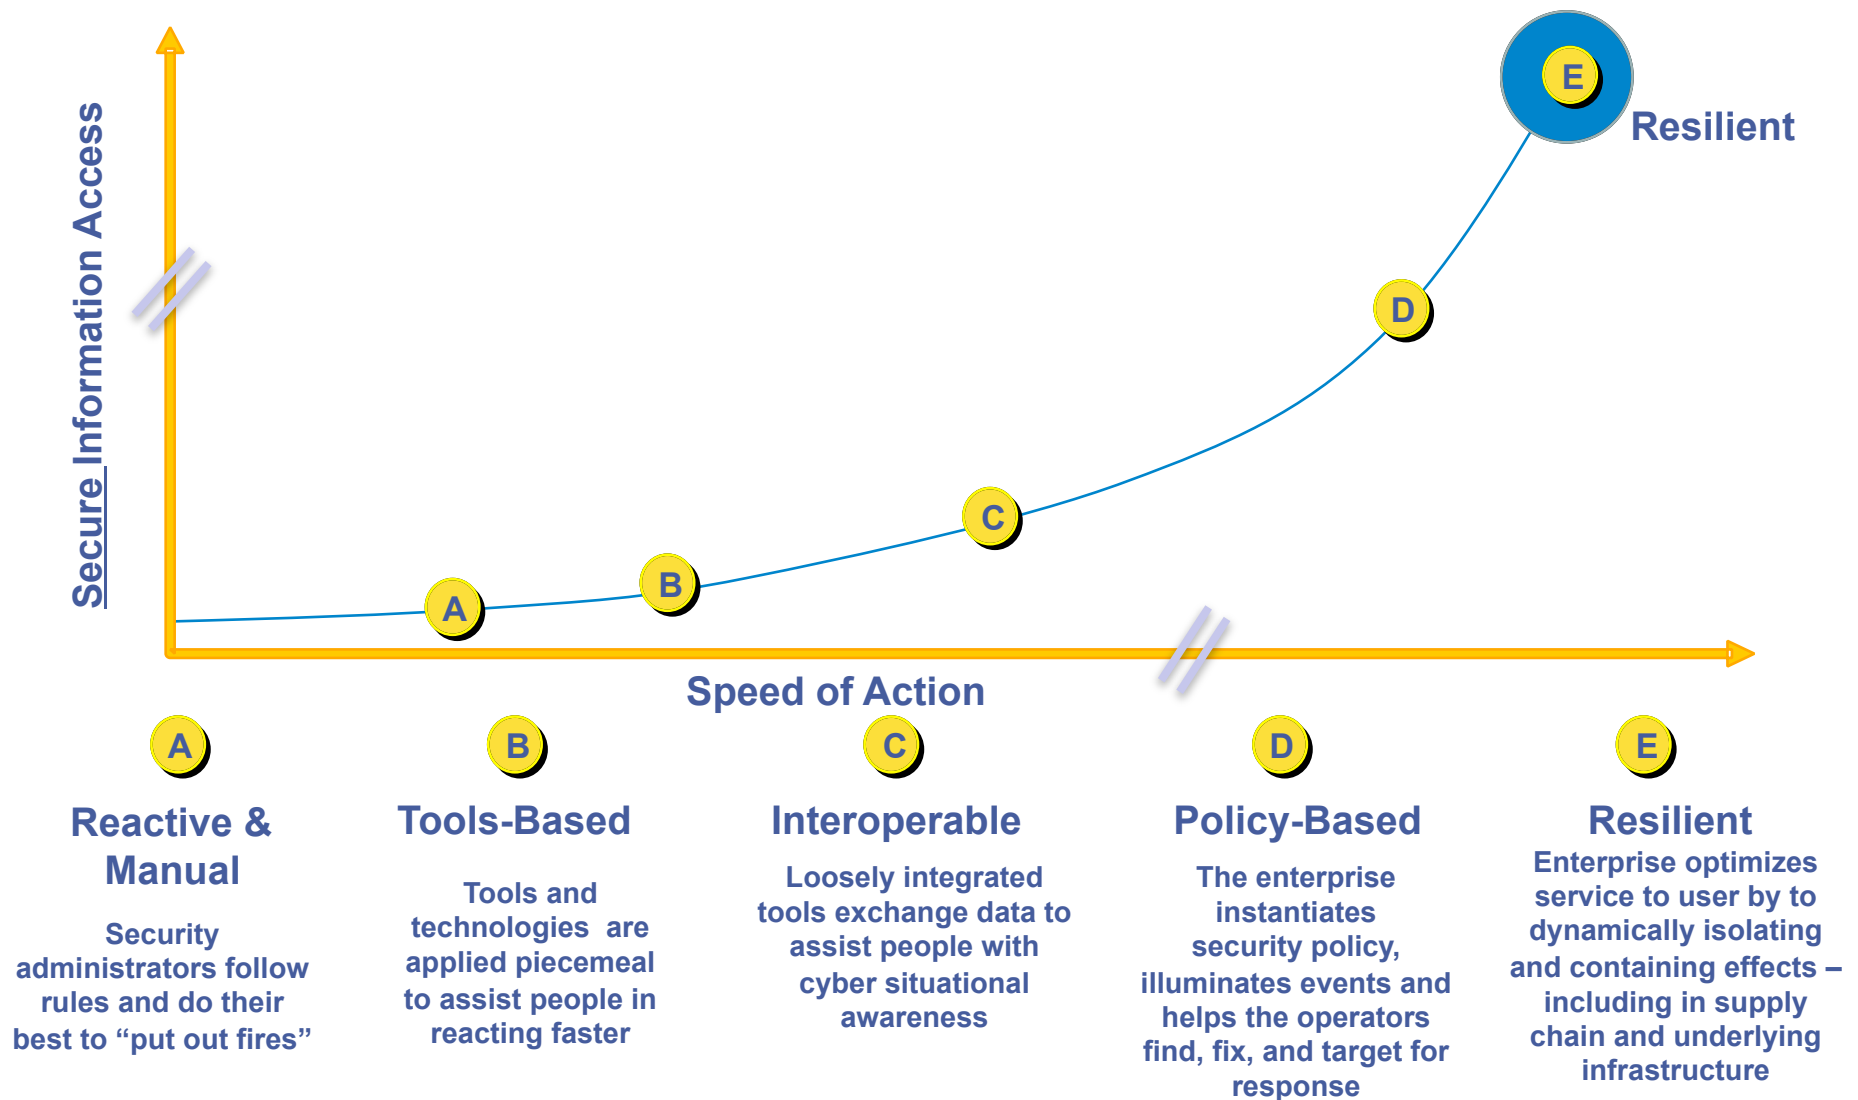 Secure Information Access
E
Resilient
D
C
B
A
Speed of Action
A
Reactive &
Manual
Security
administrators follow
rules and do their
best to “put out fires”
B
Tools-Based
Tools and
technologies are
applied piecemeal
to assist people in
reacting faster
C
Interoperable
Loosely integrated
tools exchange data to
assist people with
cyber situational
awareness
D
Policy-Based
The enterprise
instantiates
security policy,
illuminates events and
helps the operators
find, fix, and target for
response
E
Resilient
Enterprise optimizes
service to user by to
dynamically isolating
and containing effects –
including in supply
chain and underlying
infrastructure